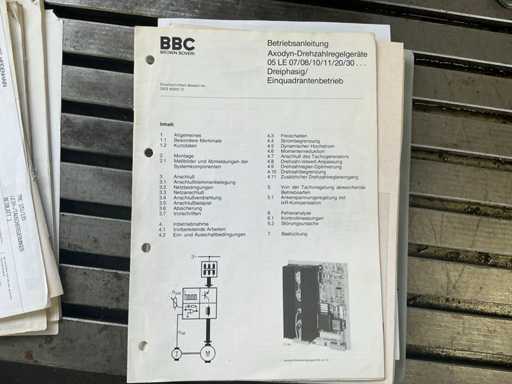 BBC
BROWN BOVERI
Betriebsanleitung
Axodyn-Drehzahlregelgeräte
05 LE 07/08/10/11/20/30 . . .
Dreiphasig/
Einquadrantenbetrieb
Inhalt
1. Allgemeines
1.1 Besondere Merkmale
1.2 Kurzdaten
2. Montage
2.1 Maßbilder und Abmessungen der
Systemkomponenten
3. Anschluß
3.1 Anschlußklemmenbelegung
3.2 Netzbedingungen
3.3 Netzanschluß
3.4 Anschlußverdrahtung
3.5 Anschlußbeispiel
3.6 Absicherung
3.7 Vorschriften
4. Inbetriebnahme
4.1 Vorbereitende Arbeiten
4.2 Ein- und Ausschaltbedingungen
4.3 Freischalten
4.4 Strombegrenzung
4.5 Dynamischer Hochstrom
4.6 Momentenreduktion
4.7 Anschluß des Tachogenerators
4.8 Drehzahl-Istwert-Anpassung
4.9 Drehzahlregler-Optimierung
4.10 Drehzahlbegrenzung
4.11 Zusätzlicher Drehzahlregeleingang
5. Von der Tachoregelung abweichende
Betriebsarten
5.1 Ankerspannungsregelung mit
IxR-Kompensation
6. Fehleranalyse
6.1 Kontrollmessungen
6.2 Störungsursache
7. Bestückung
3~
T
M